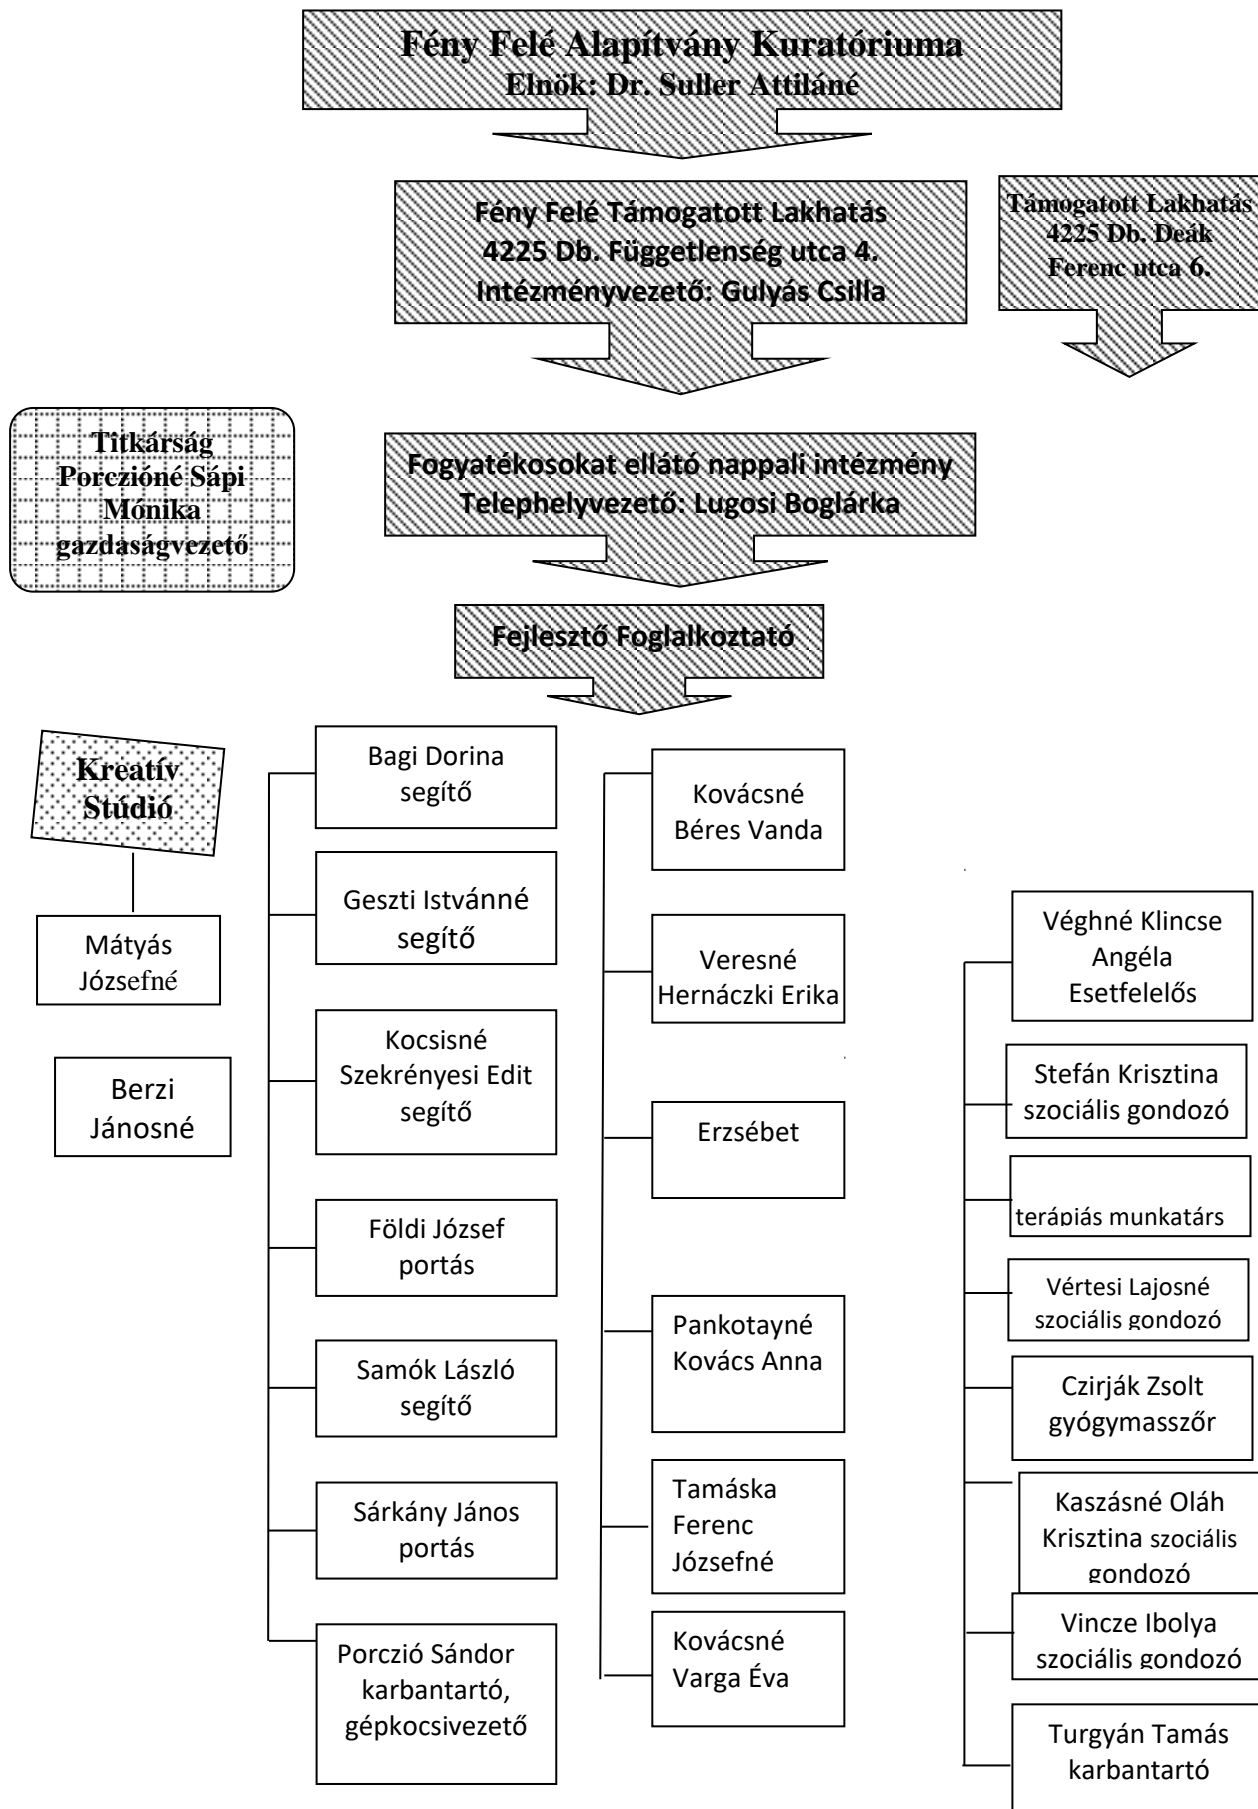 Fény Felé Alapítvány Kuratóriuma
Elnök: Dr. Suller Attiláné
Fény Felé Támogatott Lakhatás
4225 Db. Függetlenség utca 4.
Intézményvezető: Gulyás Csilla
Támogatott Lakhatás
4225 Db. Deák
Ferenc utca 6.
Titkárság
Porczióné Sápi
Mónika
gazdaságvezető
Fogyatékosokat ellátó nappali intézmény
Telephelyvezető: Lugosi Boglárka
Fejlesztő Foglalkoztató
Kreatív
Stúdió
Mátyás
Józsefné
Berzi
Jánosné
Bagi Dorina
segítő
Geszti Istvánné
segítő
Kocsisné
Szekrényesi Edit
segítő
Földi József
portás
Samók László
segítő
Sárkány János
portás
Porczió Sándor
karbantartó,
gépkocsivezető
Kovácsné
Béres Vanda
Veresné
Hernáczki Erika
Erzsébet
Pankotayné
Kovács Anna
Tamáska
Ferenc
Józsefné
Kovácsné
Varga Éva
Véghné Klincse
Angéla
Esetfelelős
Stefán Krisztina
szociális gondozó
terápiás munkatárs
Vértesi Lajosné
szociális gondozó
Czirják Zsolt
gyógymasszőr
Kaszásné Oláh
Krisztina szociális
gondozó
Vincze Ibolya
szociális gondozó
Turgyán Tamás
karbantartó